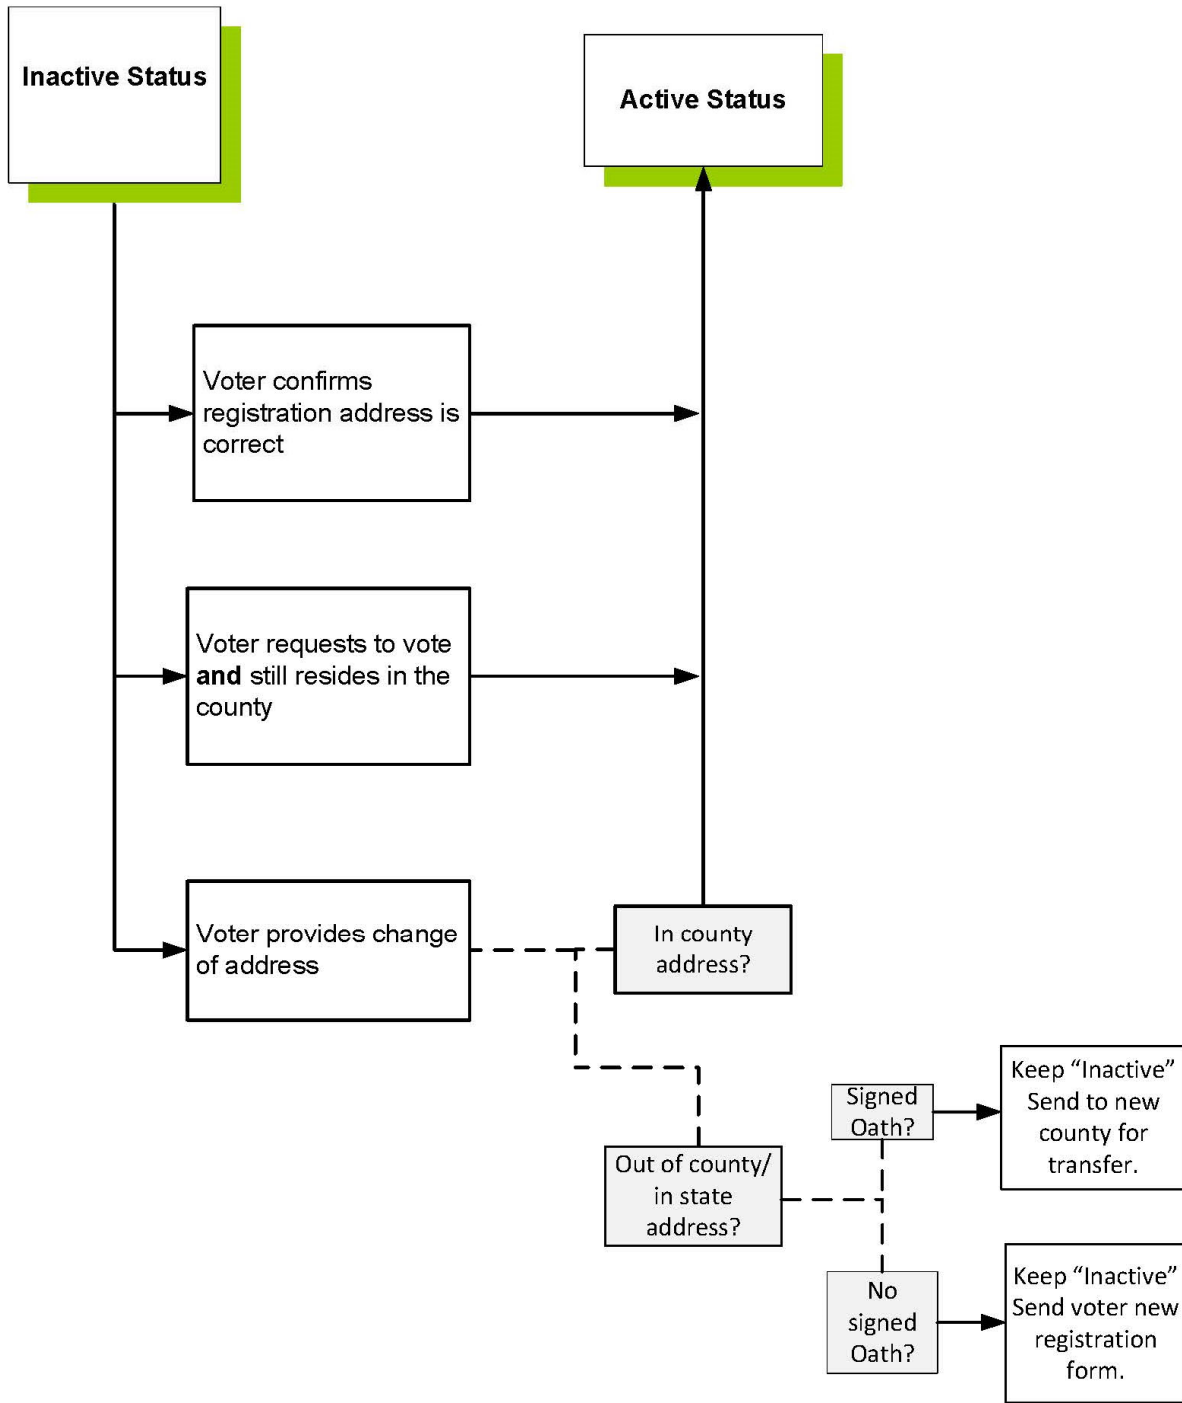 Inactive Status
Active Status
Voter confirms
registration address is
correct
Voter requests to vote
and still resides in the
county
Voter provides change
of address
In county
address?
Out of county/
in state
address?
Signed
Oath?
Keep “Inactive”
Send to new
county for
transfer.
No
signed
Oath?
Keep “Inactive”
Send voter new
registration
form.